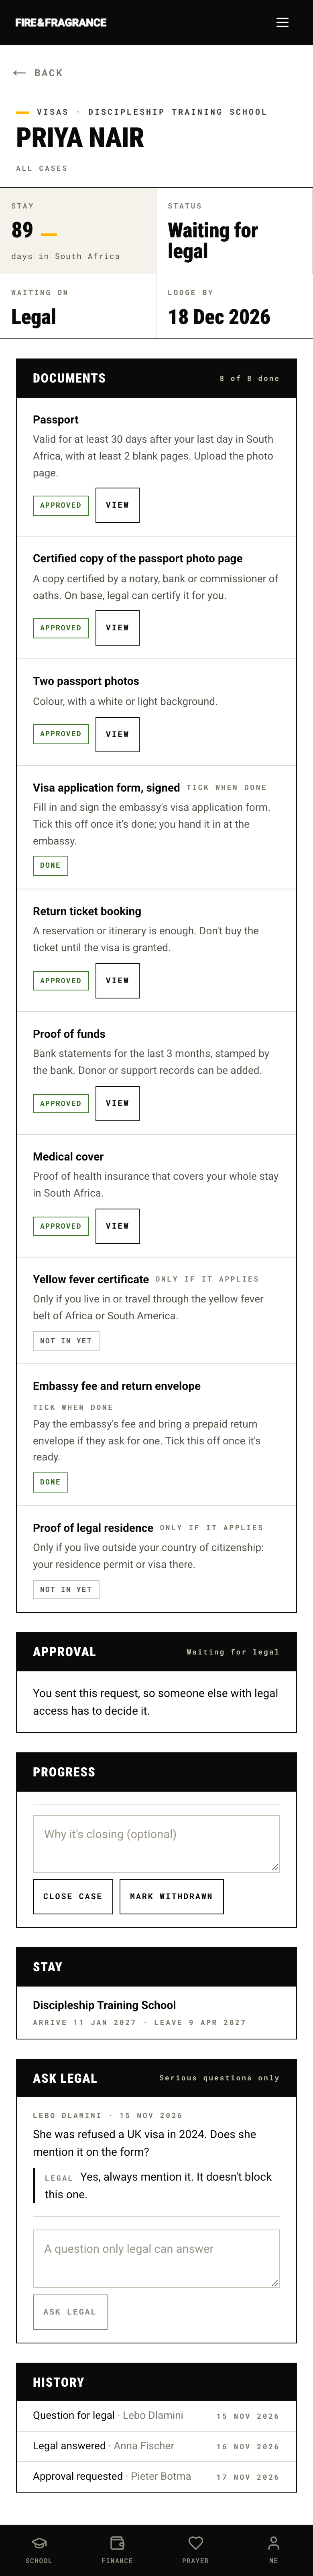 FIRE&FRAGRANCE
← BACK
VISAS · DISCIPLESHIP TRAINING SCHOOL
PRIYA NAIR
ALL CASES
STAY
89
days in South Africa
STATUS
Waiting for
legal
WAITING ON
Legal
LODGE BY
18 Dec 2026
DOCUMENTS
8 of 8 done
Passport
Valid for at least 30 days after your last day in South
Africa, with at least 2 blank pages. Upload the photo
page.
APPROVED
VIEW
Certified copy of the passport photo page
A copy certified by a notary, bank or commissioner of
oaths. On base, legal can certify it for you.
APPROVED
VIEW
Two passport photos
Colour, with a white or light background.
APPROVED
VIEW
Visa application form, signed TICK WHEN DONE
Fill in and sign the embassy's visa application form.
Tick this off once it's done; you hand it in at the
embassy.
DONE
Return ticket booking
A reservation or itinerary is enough. Don't buy the
ticket until the visa is granted.
APPROVED
VIEW
Proof of funds
Bank statements for the last 3 months, stamped by
the bank. Donor or support records can be added.
APPROVED
VIEW
Medical cover
Proof of health insurance that covers your whole stay
in South Africa.
APPROVED
VIEW
Yellow fever certificate ONLY IF IT APPLIES
Only if you live in or travel through the yellow fever
belt of Africa or South America.
NOT IN YET
Embassy fee and return envelope
TICK WHEN DONE
Pay the embassy's fee and bring a prepaid return
envelope if they ask for one. Tick this off once it's
ready.
DONE
Proof of legal residence ONLY IF IT APPLIES
Only if you live outside your country of citizenship:
your residence permit or visa there.
NOT IN YET
APPROVAL
Waiting for legal
You sent this request, so someone else with legal
access has to decide it.
PROGRESS
Why it's closing (optional)
CLOSE CASE
MARK WITHDRAWN
STAY
Discipleship Training School
ARRIVE 11 JAN 2027 · LEAVE 9 APR 2027
ASK LEGAL
Serious questions only
LEBO DLAMINI · 15 NOV 2026
She was refused a UK visa in 2024. Does she
mention it on the form?
LEGAL Yes, always mention it. It doesn't block
this one.
A question only legal can answer
ASK LEGAL
HISTORY
Question for legal · Lebo Dlamini 15 NOV 2026
Legal answered · Anna Fischer 16 NOV 2026
Approval requested · Pieter Botma 17 NOV 2026
SCHOOL
FINANCE
PRAYER
ME